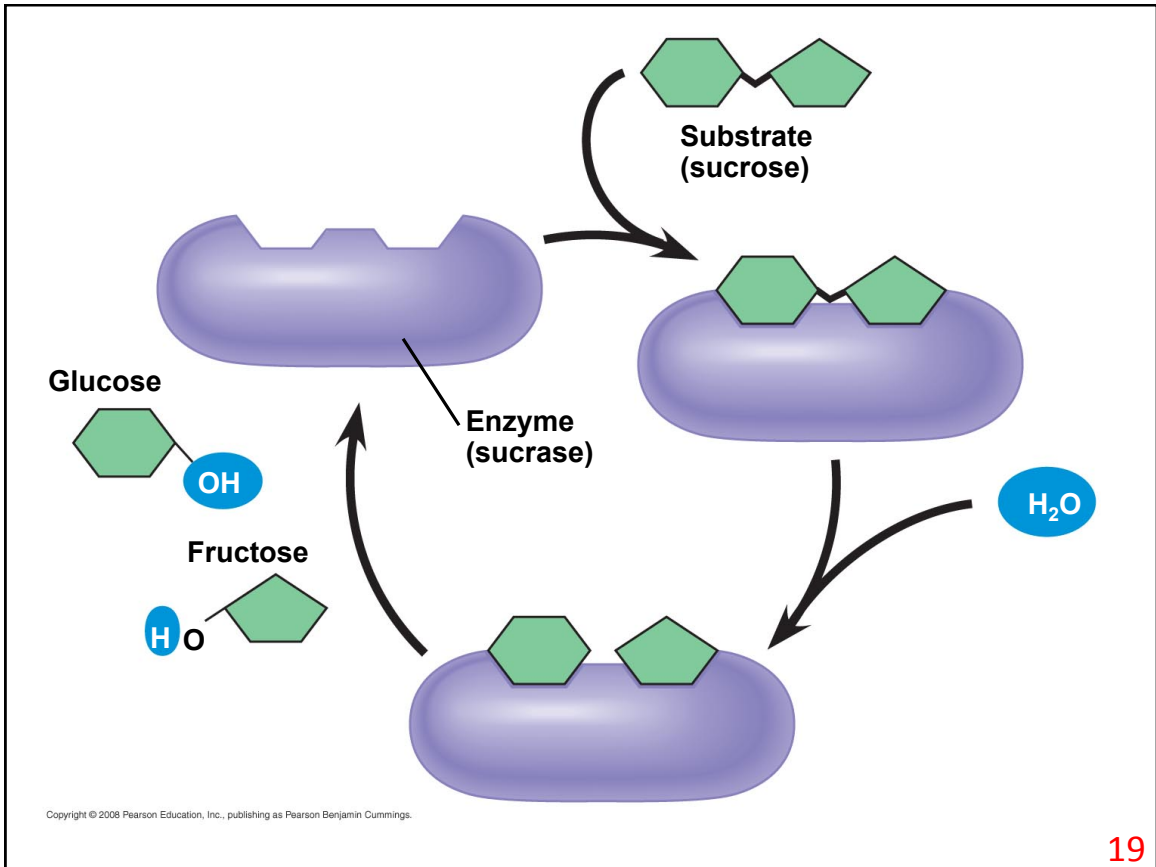 Substrate
(sucrose)
Glucose
OH
Enzyme
(sucrase)
H₂O
Fructose
H O
Copyright © 2008 Pearson Education, Inc., publishing as Pearson Benjamin Cummings.
19